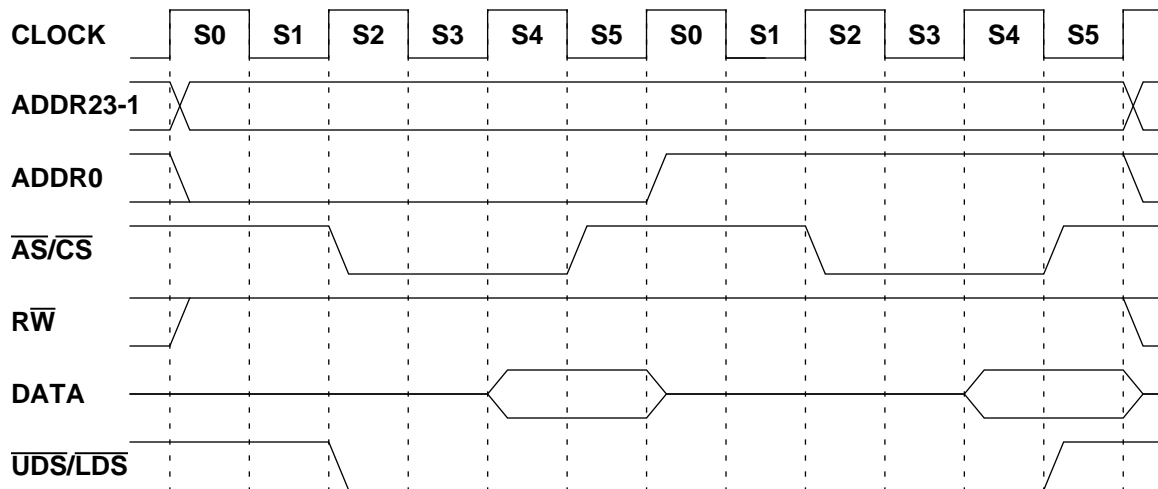 CLOCK S0 S1 S2 S3 S4 S5 S0 S1 S2 S3 S4 S5
ADDR23-1
ADDR0
AS/CS
RW
DATA
UDS/LDS